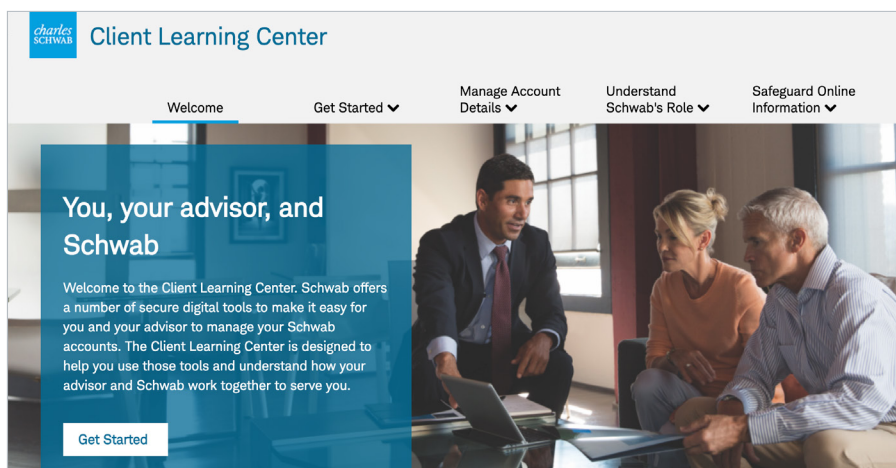 charles
SCHWAB
Client Learning Center
Welcome
Get Started
Manage Account
Details
Understand
Schwab's Role
Safeguard Online
Information
You, your advisor, and
Schwab
Welcome to the Client Learning Center. Schwab offers
a number of secure digital tools to make it easy for
you and your advisor to manage your Schwab
accounts. The Client Learning Center is designed to
help you use those tools and understand how your
advisor and Schwab work together to serve you.
Get Started